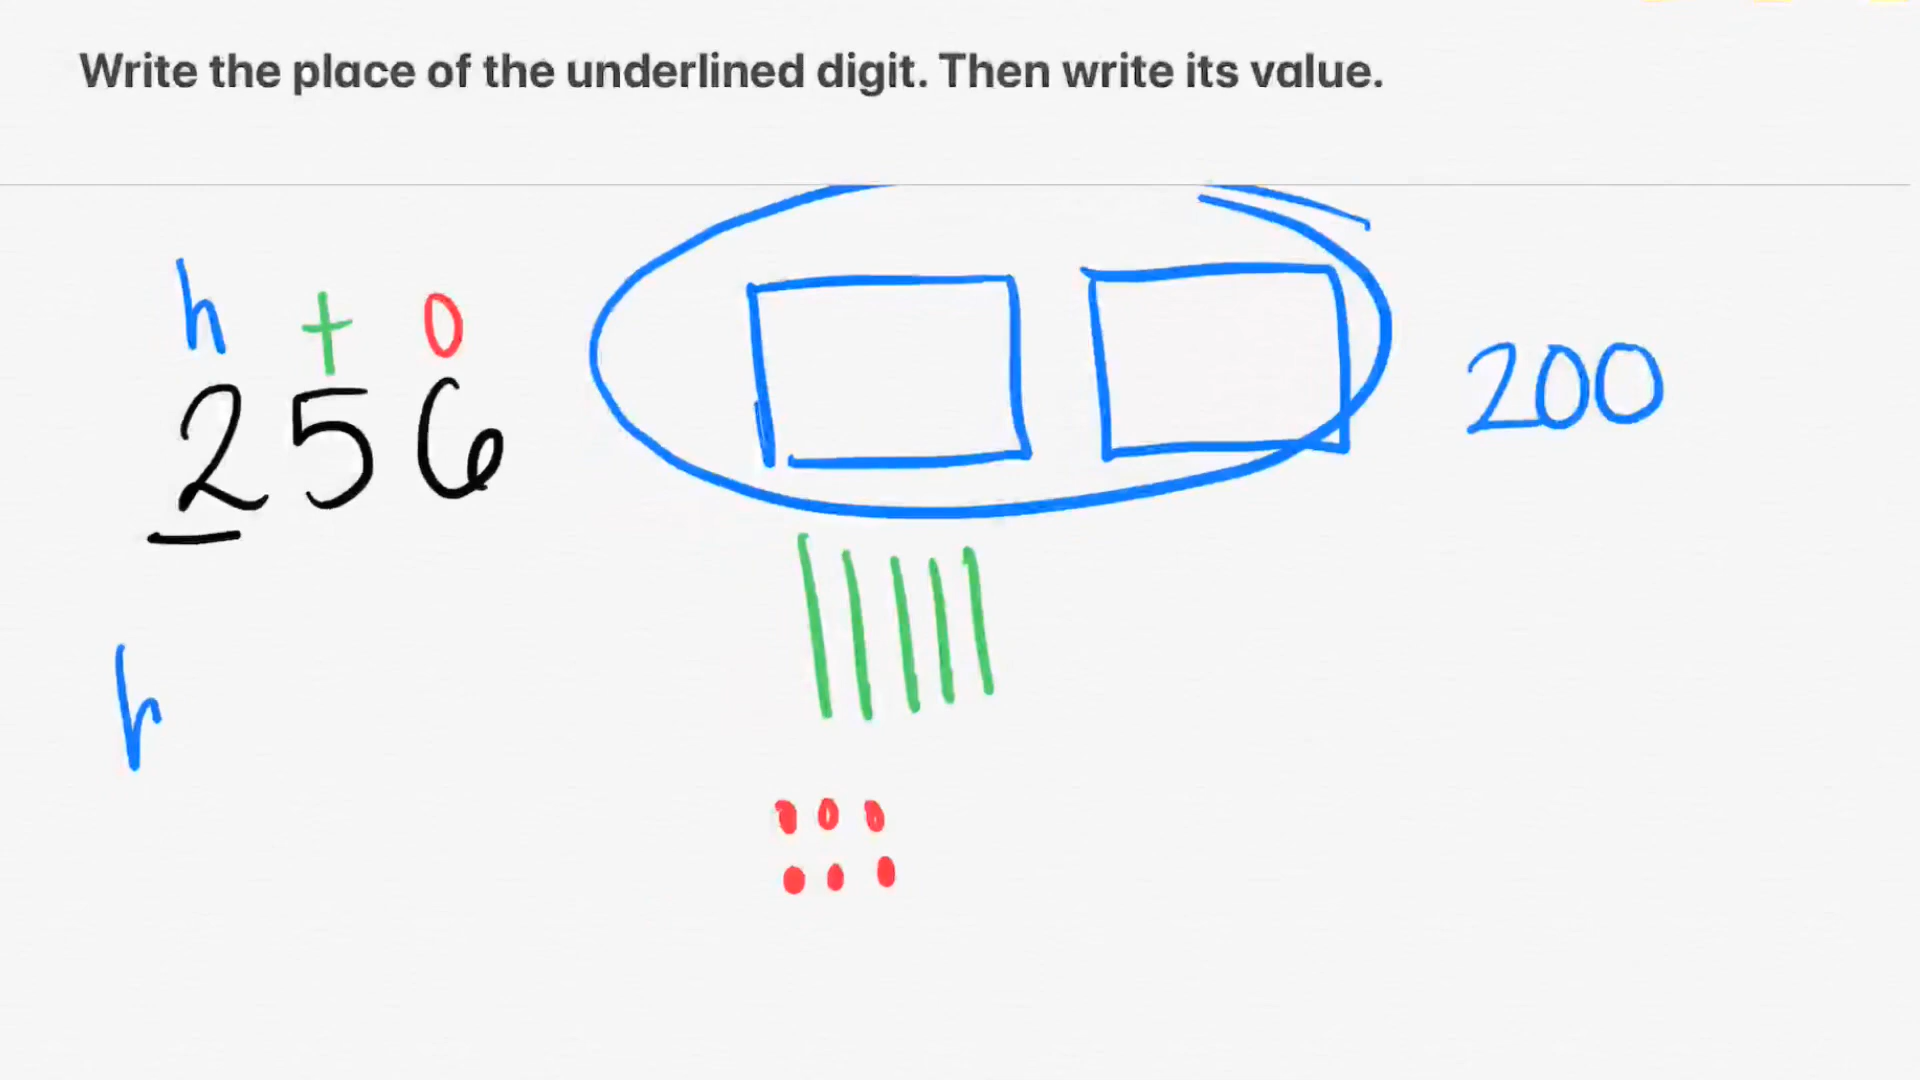 Write the place of the underlined digit. Then write its value.
h t o
256
200
h